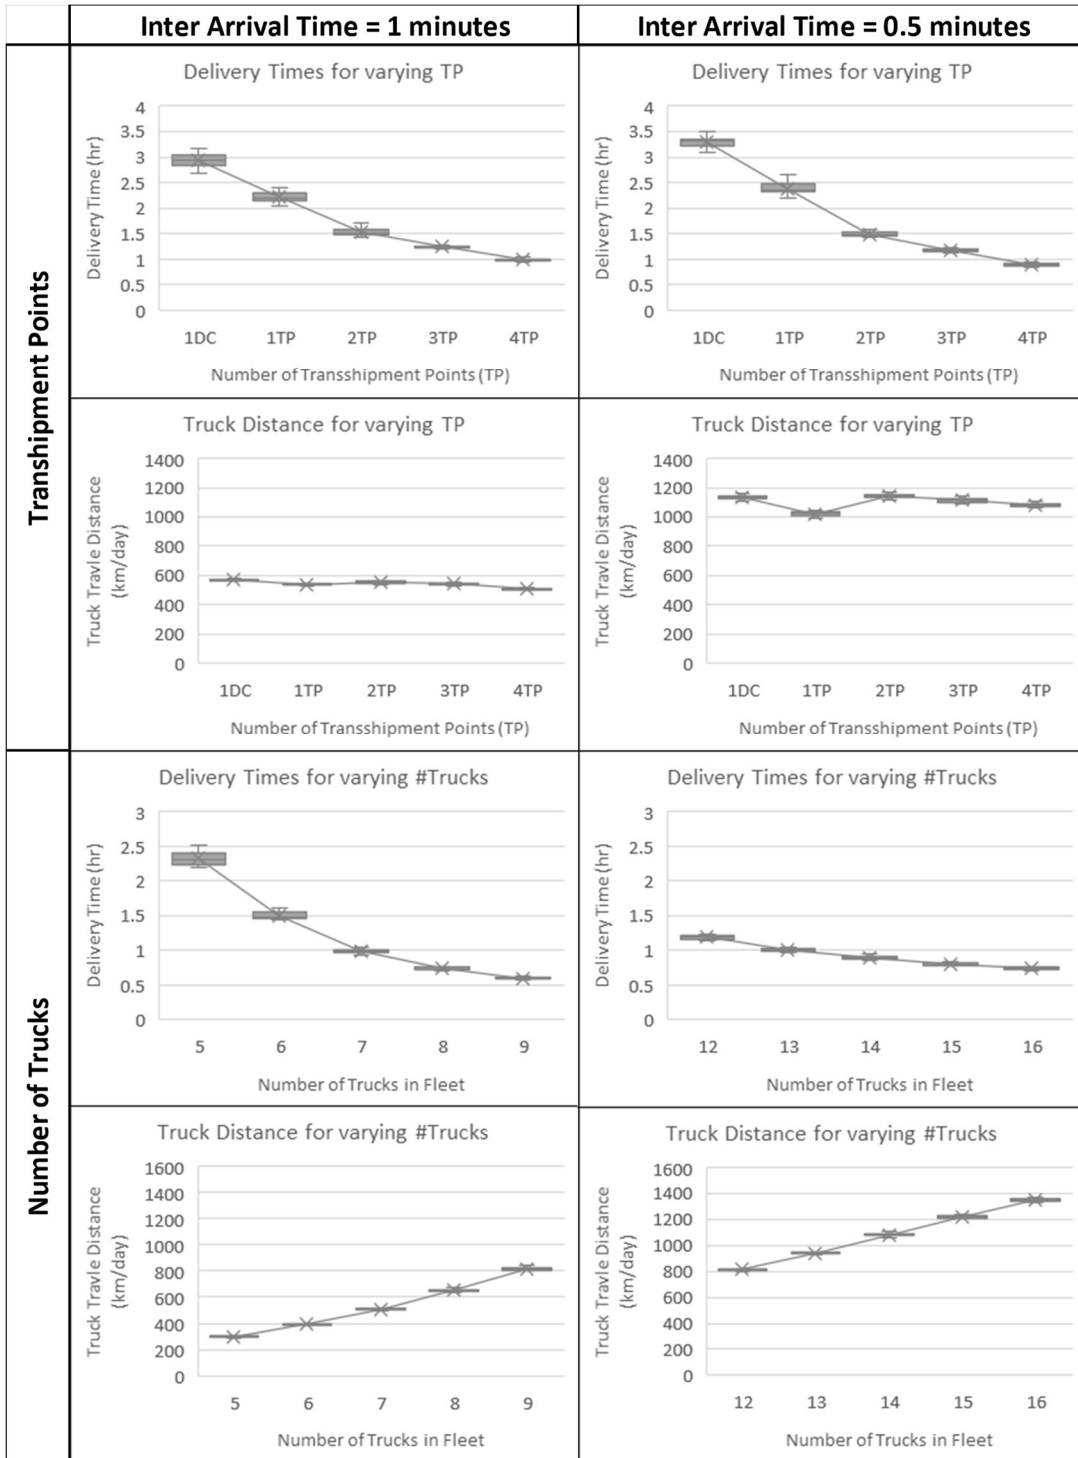 Inter Arrival Time = 1 minutes
Inter Arrival Time = 0.5 minutes
Transhipment Points
Delivery Times for varying TP
Delivery Time (hr)
4
3.5
3
2.5
2
1.5
1
0.5
0
1DC 1TP 2TP 3TP 4TP
Number of Transshipment Points (TP)
Delivery Times for varying TP
Delivery Time (hr)
4
3.5
3
2.5
2
1.5
1
0.5
0
1DC 1TP 2TP 3TP 4TP
Number of Transshipment Points (TP)
Truck Distance for varying TP
Truck Travle Distance
(km/day)
1400
1200
1000
800
600
400
200
0
1DC 1TP 2TP 3TP 4TP
Number of Transshipment Points (TP)
Truck Distance for varying TP
Truck Travle Distance
(km/day)
1400
1200
1000
800
600
400
200
0
1DC 1TP 2TP 3TP 4TP
Number of Transshipment Points (TP)
Number of Trucks
Delivery Times for varying #Trucks
Delivery Time (hr)
3
2.5
2
1.5
1
0.5
0
5 6 7 8 9
Number of Trucks in Fleet
Delivery Times for varying #Trucks
Delivery Time (hr)
3
2.5
2
1.5
1
0.5
0
12 13 14 15 16
Number of Trucks in Fleet
Truck Distance for varying #Trucks
Truck Travle Distance
(km/day)
1600
1400
1200
1000
800
600
400
200
0
5 6 7 8 9
Number of Trucks in Fleet
Truck Distance for varying #Trucks
Truck Travle Distance
(km/day)
1600
1400
1200
1000
800
600
400
200
0
12 13 14 15 16
Number of Trucks in Fleet